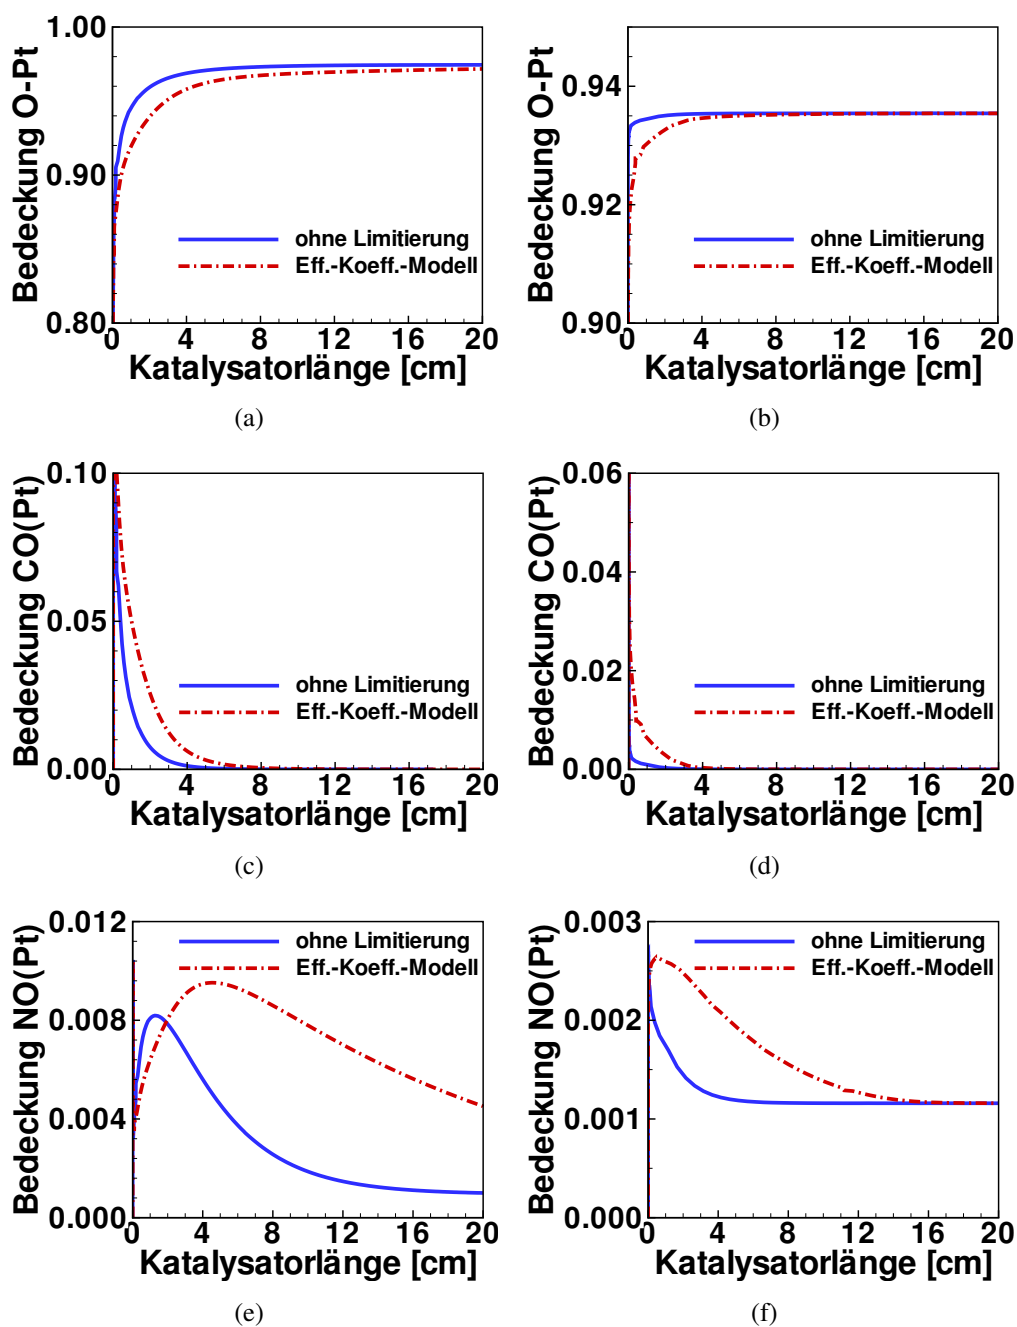 1.00
0.90
0.80
Bedeckung O-Pt
ohne Limitierung
Eff.-Koeff.-Modell
0 4 8 12 16 20
Katalysatorlänge [cm]
(a)
0.94
0.92
0.90
Bedeckung O-Pt
ohne Limitierung
Eff.-Koeff.-Modell
0 4 8 12 16 20
Katalysatorlänge [cm]
(b)
0.10
0.05
0.00
Bedeckung CO(Pt)
ohne Limitierung
Eff.-Koeff.-Modell
0 4 8 12 16 20
Katalysatorlänge [cm]
(c)
0.06
0.04
0.02
0.00
Bedeckung CO(Pt)
ohne Limitierung
Eff.-Koeff.-Modell
0 4 8 12 16 20
Katalysatorlänge [cm]
(d)
0.012
0.008
0.004
0.000
Bedeckung NO(Pt)
ohne Limitierung
Eff.-Koeff.-Modell
0 4 8 12 16 20
Katalysatorlänge [cm]
(e)
0.003
0.002
0.001
0.000
Bedeckung NO(Pt)
ohne Limitierung
Eff.-Koeff.-Modell
0 4 8 12 16 20
Katalysatorlänge [cm]
(f)